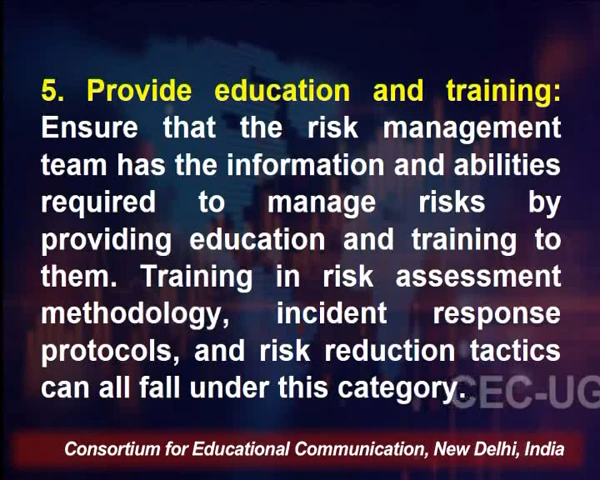 5. Provide education and training:
Ensure that the risk management
team has the information and abilities
required to manage risks by
providing education and training to
them. Training in risk assessment
methodology, incident response
protocols, and risk reduction tactics
can all fall under this category.
CEC-UG
Consortium for Educational Communication, New Delhi, India